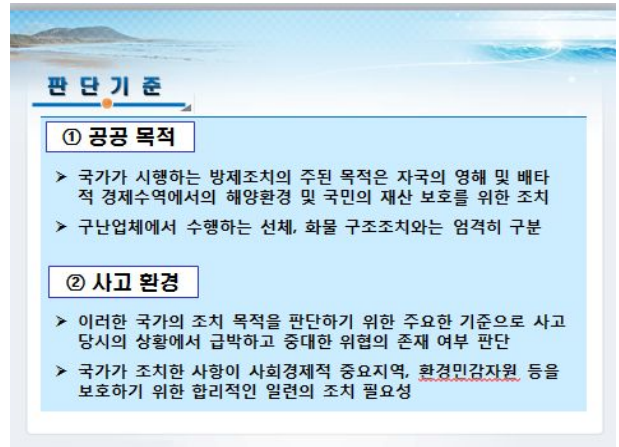 판단기준
① 공공 목적
➢ 국가가 시행하는 방제조치의 주된 목적은 자국의 영해 및 배타
적 경제수역에서의 해양환경 및 국민의 재산 보호를 위한 조치
➢ 구난업체에서 수행하는 선체, 화물 구조조치와는 엄격히 구분
② 사고 환경
➢ 이러한 국가의 조치 목적을 판단하기 위한 주요한 기준으로 사고
당시의 상황에서 급박하고 중대한 위협의 존재 여부 판단
➢ 국가가 조치한 사항이 사회경제적 중요지역, 환경민감자원 등을
보호하기 위한 합리적인 일련의 조치 필요성